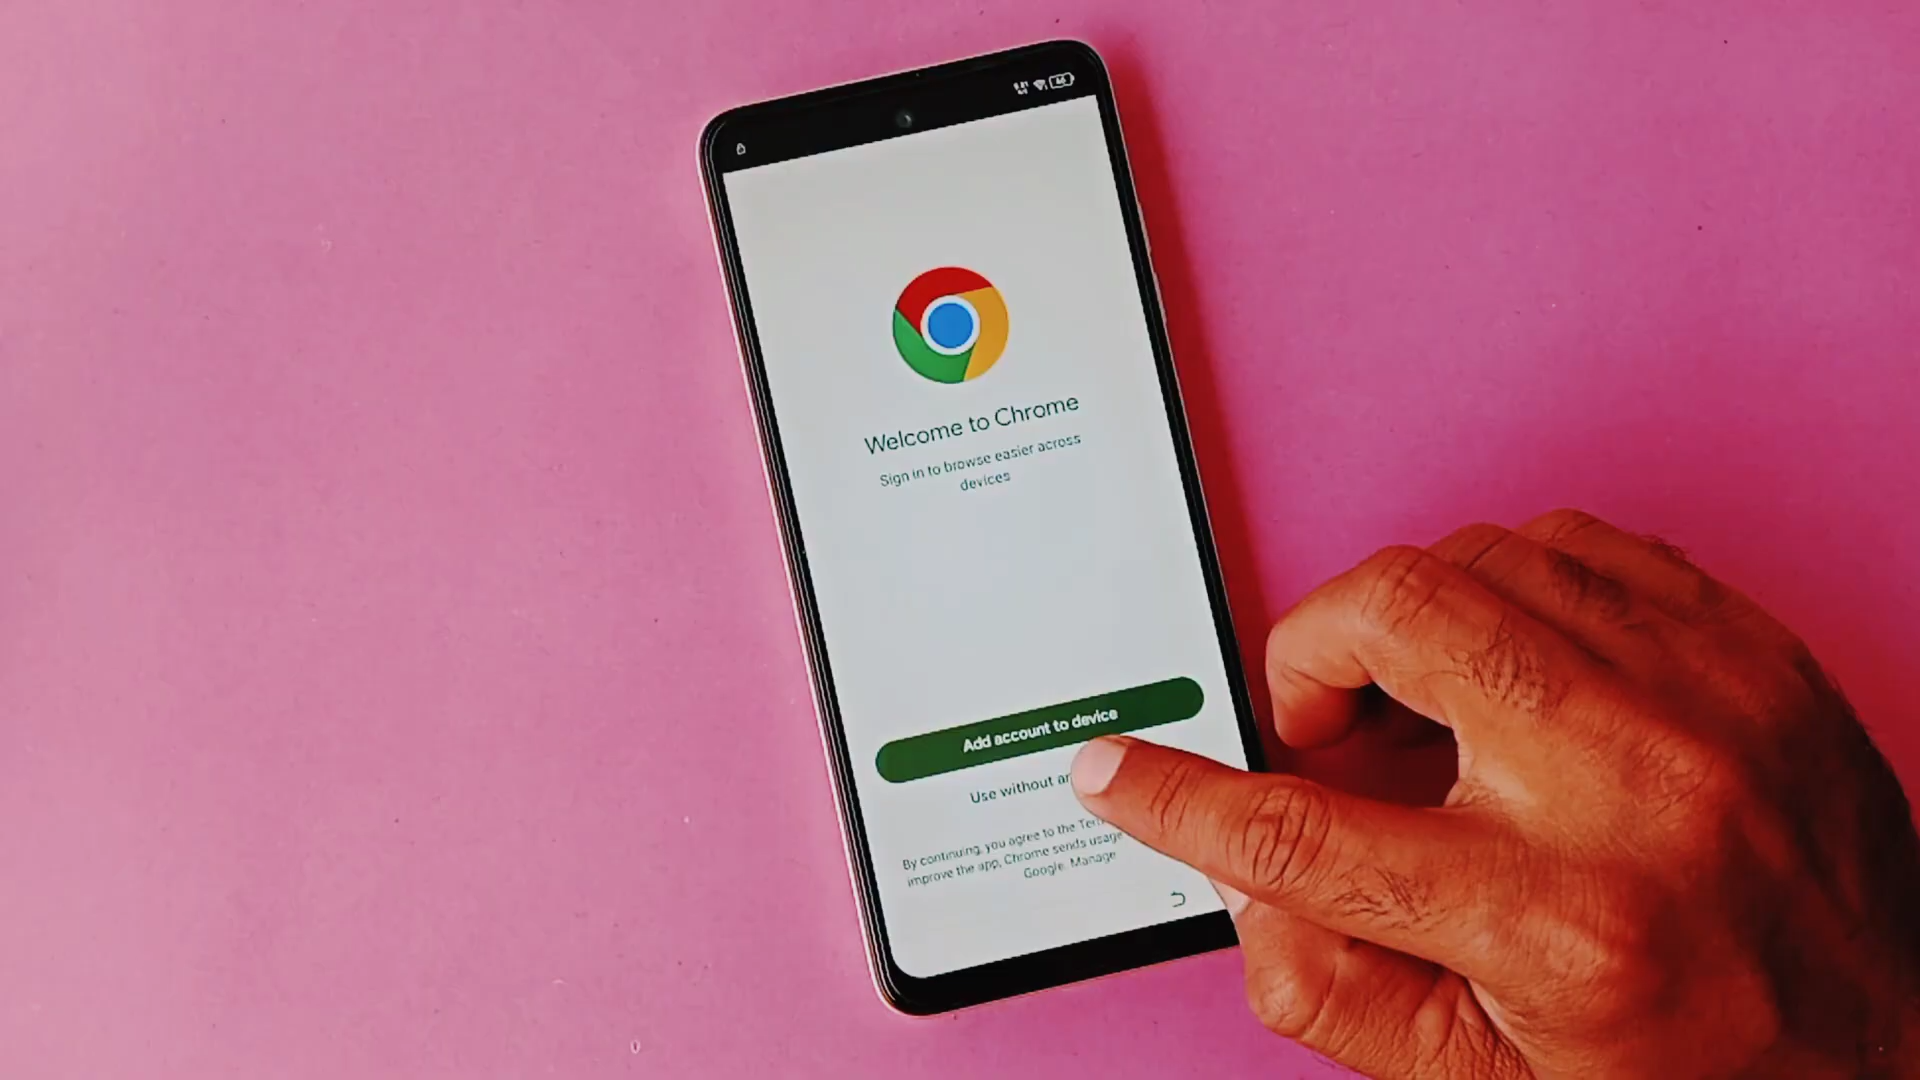 Welcome to Chrome
Sign in to browse easier across
devices
Add account to device
Use without
By continuing, you agree to the
improve the app, Chrome sends usage
Google. Manage